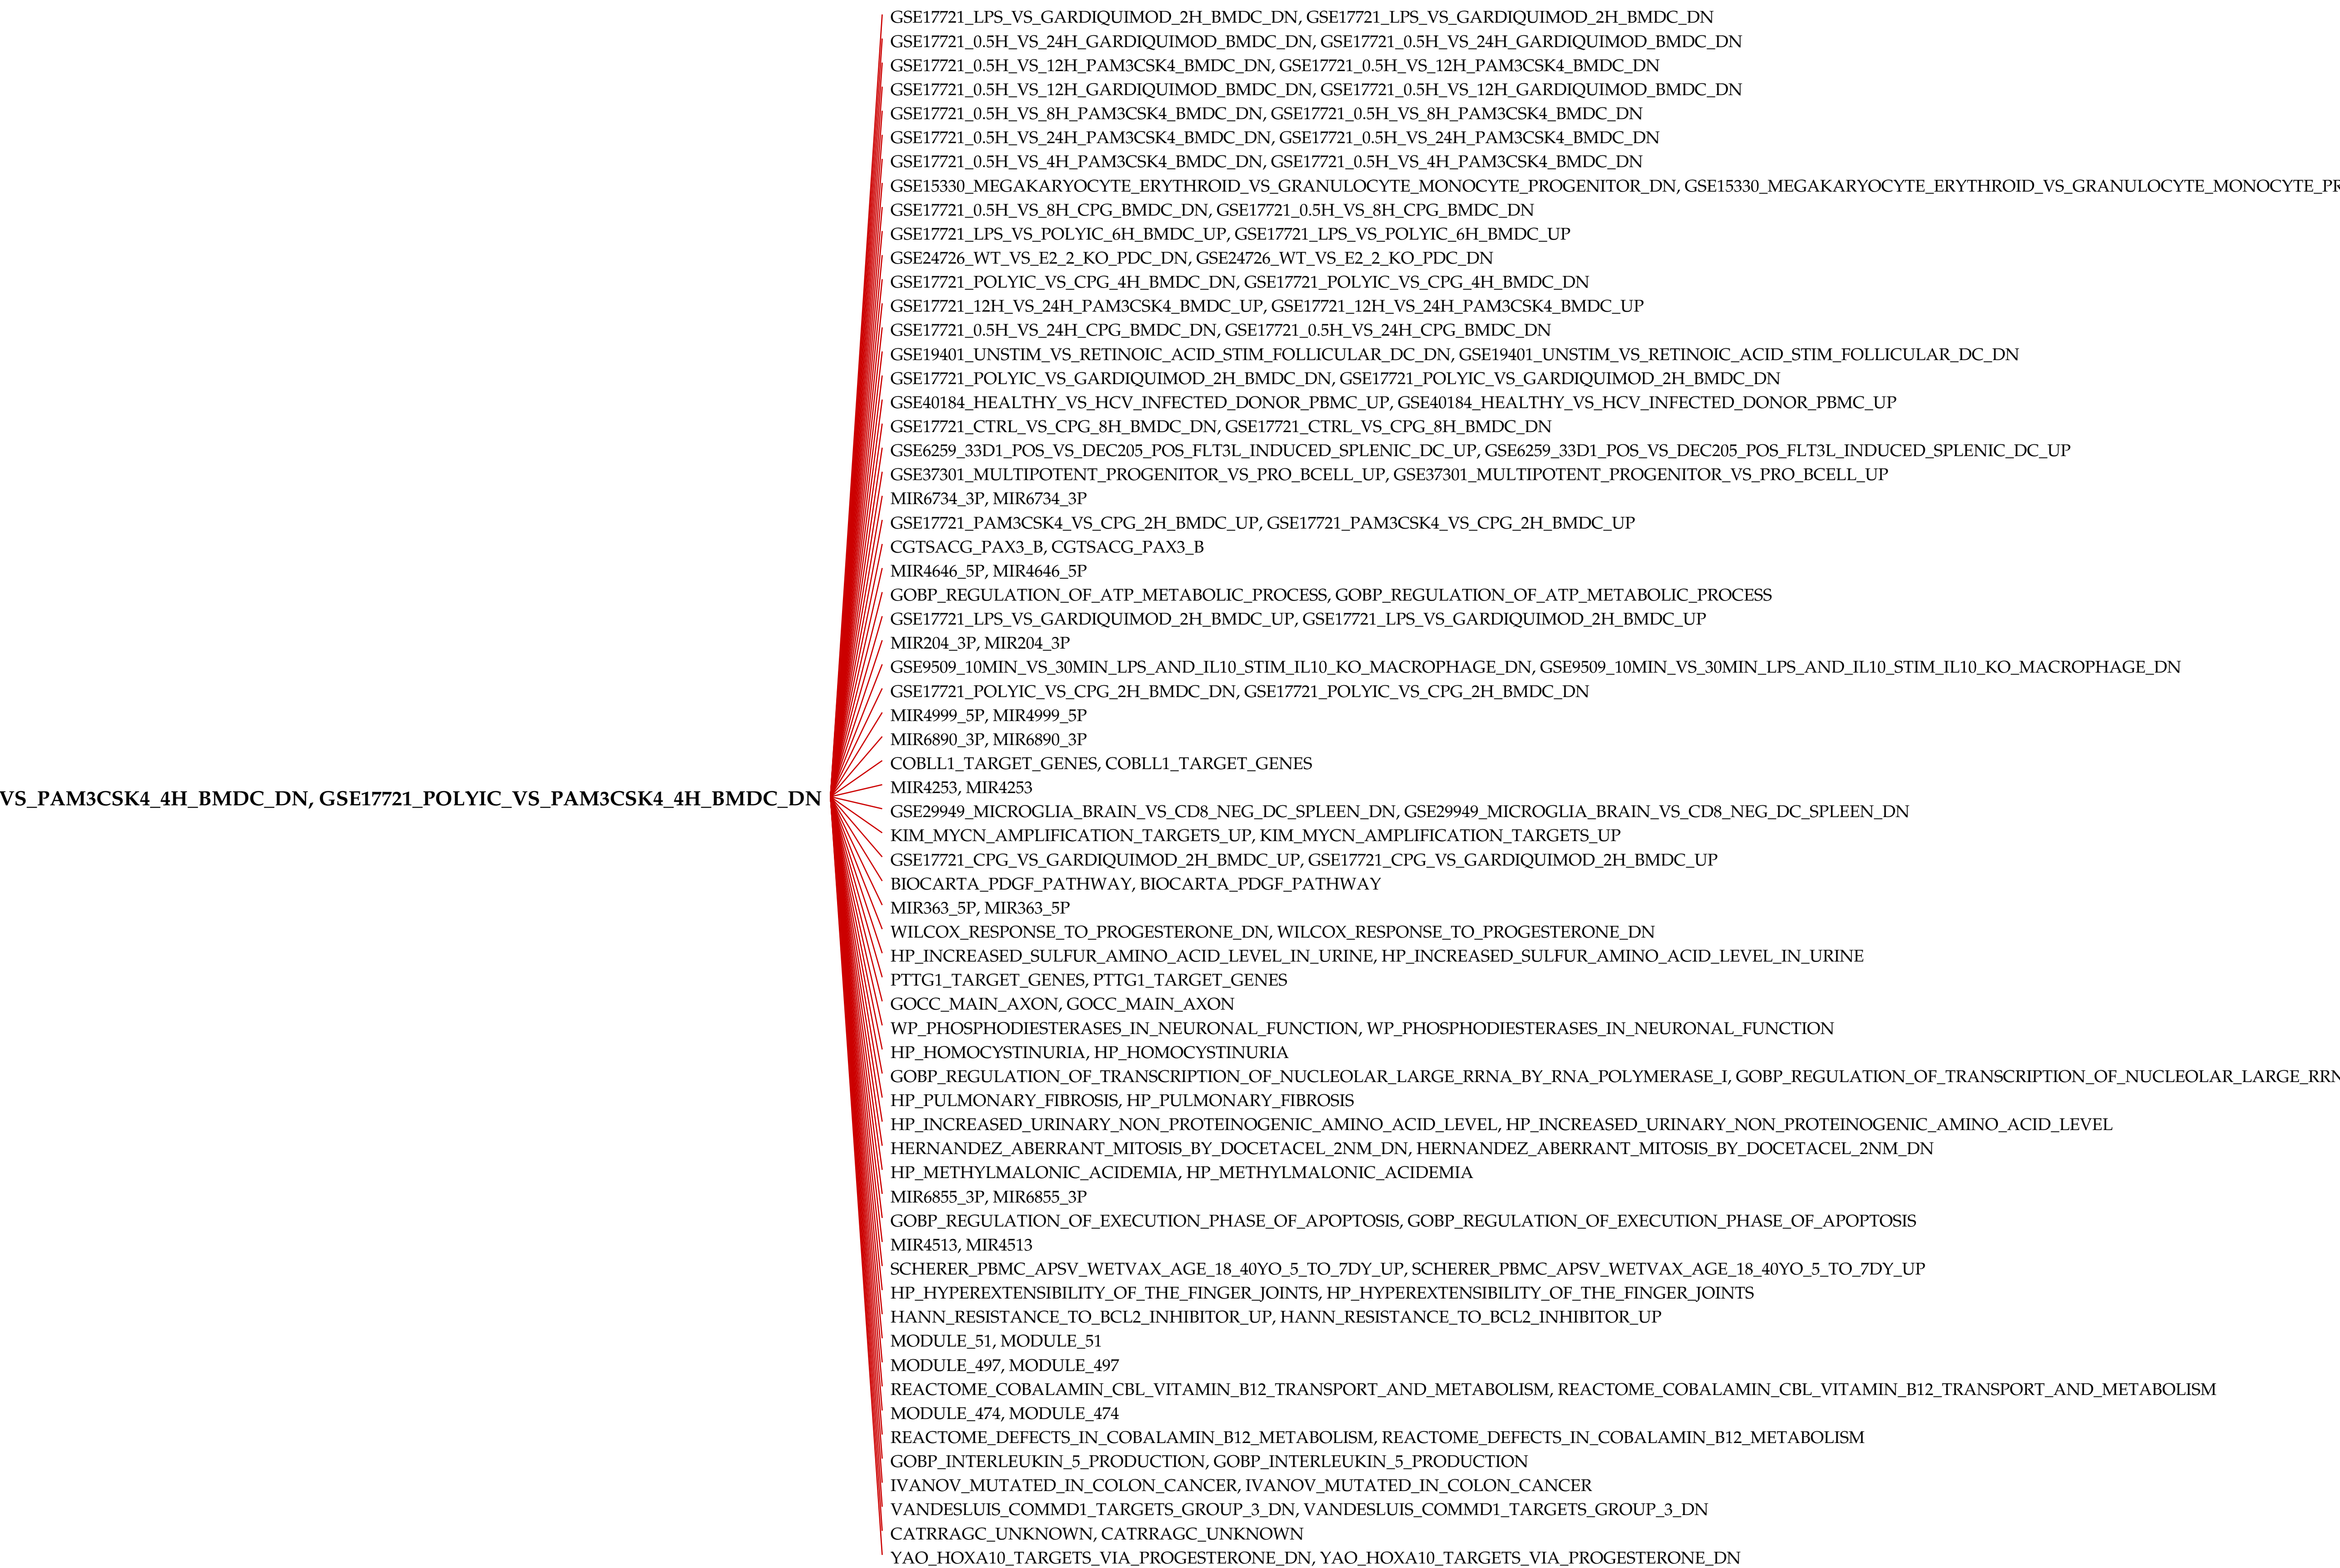 GSE17721_LPS_VS_GARDIQUIMOD_2H_BMDC_DN, GSE17721_LPS_VS_GARDIQUIMOD_2H_BMDC_DN
GSE17721_0.5H_VS_24H_GARDIQUIMOD_BMDC_DN, GSE17721_0.5H_VS_24H_GARDIQUIMOD_BMDC_DN
GSE17721_0.5H_VS_12H_PAM3CSK4_BMDC_DN, GSE17721_0.5H_VS_12H_PAM3CSK4_BMDC_DN
GSE17721_0.5H_VS_12H_GARDIQUIMOD_BMDC_DN, GSE17721_0.5H_VS_12H_GARDIQUIMOD_BMDC_DN
GSE17721_0.5H_VS_8H_PAM3CSK4_BMDC_DN, GSE17721_0.5H_VS_8H_PAM3CSK4_BMDC_DN
GSE17721_0.5H_VS_24H_PAM3CSK4_BMDC_DN, GSE17721_0.5H_VS_24H_PAM3CSK4_BMDC_DN
GSE17721_0.5H_VS_4H_PAM3CSK4_BMDC_DN, GSE17721_0.5H_VS_4H_PAM3CSK4_BMDC_DN
GSE15330_MEGAKARYOCYTE_ERYTHROID_VS_GRANULOCYTE_MONOCYTE_PROGENITOR_DN, GSE15330_MEGAKARYOCYTE_ERYTHROID_VS_GRANULOCYTE_MONOCYTE_PR
GSE17721_0.5H_VS_8H_CPG_BMDC_DN, GSE17721_0.5H_VS_8H_CPG_BMDC_DN
GSE17721_LPS_VS_POLYIC_6H_BMDC_UP, GSE17721_LPS_VS_POLYIC_6H_BMDC_UP
GSE24726_WT_VS_E2_2_KO_PDC_DN, GSE24726_WT_VS_E2_2_KO_PDC_DN
GSE17721_POLYIC_VS_CPG_4H_BMDC_DN, GSE17721_POLYIC_VS_CPG_4H_BMDC_DN
GSE17721_12H_VS_24H_PAM3CSK4_BMDC_UP, GSE17721_12H_VS_24H_PAM3CSK4_BMDC_UP
GSE17721_0.5H_VS_24H_CPG_BMDC_DN, GSE17721_0.5H_VS_24H_CPG_BMDC_DN
GSE19401_UNSTIM_VS_RETINOIC_ACID_STIM_FOLLICULAR_DC_DN, GSE19401_UNSTIM_VS_RETINOIC_ACID_STIM_FOLLICULAR_DC_DN
GSE17721_POLYIC_VS_GARDIQUIMOD_2H_BMDC_DN, GSE17721_POLYIC_VS_GARDIQUIMOD_2H_BMDC_DN
GSE40184_HEALTHY_VS_HCV_INFECTED_DONOR_PBMC_UP, GSE40184_HEALTHY_VS_HCV_INFECTED_DONOR_PBMC_UP
GSE17721_CTRL_VS_CPG_8H_BMDC_DN, GSE17721_CTRL_VS_CPG_8H_BMDC_DN
GSE6259_33D1_POS_VS_DEC205_POS_FLT3L_INDUCED_SPLENIC_DC_UP, GSE6259_33D1_POS_VS_DEC205_POS_FLT3L_INDUCED_SPLENIC_DC_UP
GSE37301_MULTIPOTENT_PROGENITOR_VS_PRO_BCELL_UP, GSE37301_MULTIPOTENT_PROGENITOR_VS_PRO_BCELL_UP
MIR6734_3P, MIR6734_3P
GSE17721_PAM3CSK4_VS_CPG_2H_BMDC_UP, GSE17721_PAM3CSK4_VS_CPG_2H_BMDC_UP
CGTSACG_PAX3_B, CGTSACG_PAX3_B
MIR4646_5P, MIR4646_5P
GOBP_REGULATION_OF_ATP_METABOLIC_PROCESS, GOBP_REGULATION_OF_ATP_METABOLIC_PROCESS
GSE17721_LPS_VS_GARDIQUIMOD_2H_BMDC_UP, GSE17721_LPS_VS_GARDIQUIMOD_2H_BMDC_UP
MIR204_3P, MIR204_3P
GSE9509_10MIN_VS_30MIN_LPS_AND_IL10_STIM_IL10_KO_MACROPHAGE_DN, GSE9509_10MIN_VS_30MIN_LPS_AND_IL10_STIM_IL10_KO_MACROPHAGE_DN
GSE17721_POLYIC_VS_CPG_2H_BMDC_DN, GSE17721_POLYIC_VS_CPG_2H_BMDC_DN
MIR4999_5P, MIR4999_5P
MIR6890_3P, MIR6890_3P
COBLL1_TARGET_GENES, COBLL1_TARGET_GENES
MIR4253, MIR4253
VS_PAM3CSK4_4H_BMDC_DN, GSE17721_POLYIC_VS_PAM3CSK4_4H_BMDC_DN
GSE29949_MICROGLIA_BRAIN_VS_CD8_NEG_DC_SPLEEN_DN, GSE29949_MICROGLIA_BRAIN_VS_CD8_NEG_DC_SPLEEN_DN
KIM_MYCN_AMPLIFICATION_TARGETS_UP, KIM_MYCN_AMPLIFICATION_TARGETS_UP
GSE17721_CPG_VS_GARDIQUIMOD_2H_BMDC_UP, GSE17721_CPG_VS_GARDIQUIMOD_2H_BMDC_UP
BIOCARTA_PDGF_PATHWAY, BIOCARTA_PDGF_PATHWAY
MIR363_5P, MIR363_5P
WILCOX_RESPONSE_TO_PROGESTERONE_DN, WILCOX_RESPONSE_TO_PROGESTERONE_DN
HP_INCREASED_SULFUR_AMINO_ACID_LEVEL_IN_URINE, HP_INCREASED_SULFUR_AMINO_ACID_LEVEL_IN_URINE
PTTG1_TARGET_GENES, PTTG1_TARGET_GENES
GOCC_MAIN_AXON, GOCC_MAIN_AXON
WP_PHOSPHODIESTERASES_IN_NEURONAL_FUNCTION, WP_PHOSPHODIESTERASES_IN_NEURONAL_FUNCTION
HP_HOMOCYSTINURIA, HP_HOMOCYSTINURIA
GOBP_REGULATION_OF_TRANSCRIPTION_OF_NUCLEOLAR_LARGE_RRNA_BY_RNA_POLYMERASE_I, GOBP_REGULATION_OF_TRANSCRIPTION_OF_NUCLEOLAR_LARGE_RRN
HP_PULMONARY_FIBROSIS, HP_PULMONARY_FIBROSIS
HP_INCREASED_URINARY_NON_PROTEINOGENIC_AMINO_ACID_LEVEL, HP_INCREASED_URINARY_NON_PROTEINOGENIC_AMINO_ACID_LEVEL
HERNANDEZ_ABERRANT_MITOSIS_BY_DOCETACEL_2NM_DN, HERNANDEZ_ABERRANT_MITOSIS_BY_DOCETACEL_2NM_DN
HP_METHYLMALONIC_ACIDEMIA, HP_METHYLMALONIC_ACIDEMIA
MIR6855_3P, MIR6855_3P
GOBP_REGULATION_OF_EXECUTION_PHASE_OF_APOPTOSIS, GOBP_REGULATION_OF_EXECUTION_PHASE_OF_APOPTOSIS
MIR4513, MIR4513
SCHERER_PBMC_APSV_WETVAX_AGE_18_40YO_5_TO_7DY_UP, SCHERER_PBMC_APSV_WETVAX_AGE_18_40YO_5_TO_7DY_UP
HP_HYPEREXTENSIBILITY_OF_THE_FINGER_JOINTS, HP_HYPEREXTENSIBILITY_OF_THE_FINGER_JOINTS
HANN_RESISTANCE_TO_BCL2_INHIBITOR_UP, HANN_RESISTANCE_TO_BCL2_INHIBITOR_UP
MODULE_51, MODULE_51
MODULE_497, MODULE_497
REACTOME_COBALAMIN_CBL_VITAMIN_B12_TRANSPORT_AND_METABOLISM, REACTOME_COBALAMIN_CBL_VITAMIN_B12_TRANSPORT_AND_METABOLISM
MODULE_474, MODULE_474
REACTOME_DEFECTS_IN_COBALAMIN_B12_METABOLISM, REACTOME_DEFECTS_IN_COBALAMIN_B12_METABOLISM
GOBP_INTERLEUKIN_5_PRODUCTION, GOBP_INTERLEUKIN_5_PRODUCTION
IVANOV_MUTATED_IN_COLON_CANCER, IVANOV_MUTATED_IN_COLON_CANCER
VANDESLUIS_COMMD1_TARGETS_GROUP_3_DN, VANDESLUIS_COMMD1_TARGETS_GROUP_3_DN
CATRRAGC_UNKNOWN, CATRRAGC_UNKNOWN
YAO_HOXA10_TARGETS_VIA_PROGESTERONE_DN, YAO_HOXA10_TARGETS_VIA_PROGESTERONE_DN